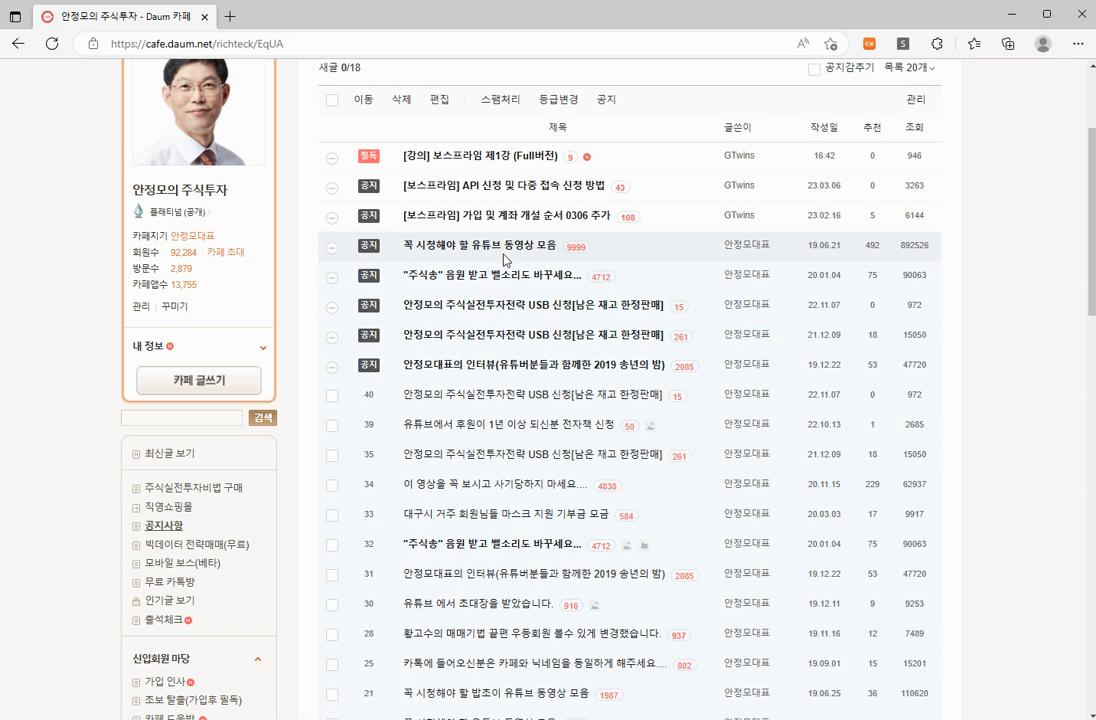 안정모의 주식투자 - Daum 카페
https://cafe.daum.net/richteck/EqUA
새글 0/18
공지감추기 목록 20개
이동 삭제 편집 스팸처리 등급변경 공지 관리
제목 글쓴이 작성일 추천 조회
필독 [강의] 보스프라임 제1강 (Full버전) 9 N GTwins 16:42 0 946
공지 [보스프라임] API 신청 및 다중 접속 신청 방법 43 GTwins 23.03.06 0 3263
공지 [보스프라임] 가입 및 계좌 개설 순서 0306 추가 108 GTwins 23.02.16 5 6144
공지 꼭 시청해야 할 유튜브 동영상 모음 9999 안정모대표 19.06.21 492 892526
공지 "주식송" 음원 받고 벨소리도 바꾸세요... 4712 안정모대표 20.01.04 75 90063
공지 안정모의 주식실전투자전략 USB 신청[남은 재고 한정판매] 15 안정모대표 22.11.07 0 972
공지 안정모의 주식실전투자전략 USB 신청[남은 재고 한정판매] 261 안정모대표 21.12.09 18 15050
공지 안정모대표의 인터뷰(유튜버분들과 함께한 2019 송년의 밤) 2085 안정모대표 19.12.22 53 47720
40 안정모의 주식실전투자전략 USB 신청[남은 재고 한정판매] 15 안정모대표 22.11.07 0 972
39 유튜브에서 후원이 1년 이상 되신분 전자책 신청 50 안정모대표 22.10.13 1 2685
35 안정모의 주식실전투자전략 USB 신청[남은 재고 한정판매] 261 안정모대표 21.12.09 18 15050
34 이 영상을 꼭 보시고 사기당하지 마세요.... 4838 안정모대표 20.11.15 229 62937
33 대구시 거주 회원님들 마스크 지원 기부금 모금 584 안정모대표 20.03.03 17 9917
32 "주식송" 음원 받고 벨소리도 바꾸세요... 4712 안정모대표 20.01.04 75 90063
31 안정모대표의 인터뷰(유튜버분들과 함께한 2019 송년의 밤) 2085 안정모대표 19.12.22 53 47720
30 유튜브 에서 초대장을 받았습니다. 916 안정모대표 19.12.11 9 9253
28 황고수의 매매기법 끝편 우등회원 볼수 있게 변경했습니다. 937 안정모대표 19.11.16 12 7489
25 카톡에 들어오신분은 카페와 닉네임을 동일하게 해주세요.... 802 안정모대표 19.09.01 15 15201
21 꼭 시청해야 할 밥조이 유튜브 동영상 모음 1987 안정모대표 19.06.25 36 110620
안정모의 주식투자
플래티넘 (공개)
카페지기 안정모대표
회원수 92,284 카페 초대
방문수 2,879
카페앱수 13,755
관리 꾸미기
내 정보 N
카페 글쓰기
검색
최신글 보기
주식실전투자비법 구매
직영쇼핑몰
공지사항
빅데이터 전략매매(무료)
모바일 보스(베타)
무료 카톡방
인기글 보기
출석체크 N
신입회원 마당
가입 인사 N
초보 탈출(가입후 필독)
카페 도움방